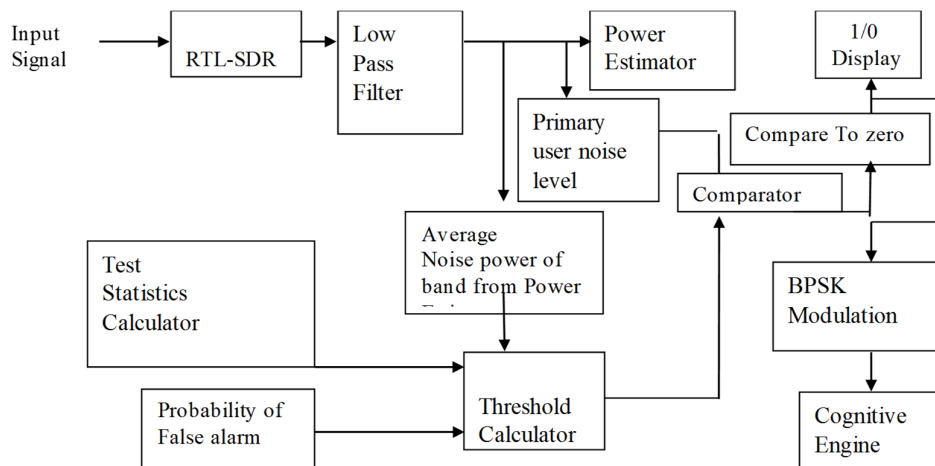 Input
Signal
RTL-SDR
Low
Pass
Filter
Power
Estimator
1/0
Display
Primary
user noise
level
Compare To zero
Comparator
Average
Noise power of
band from Power
Test
Statistics
Calculator
BPSK
Modulation
Threshold
Calculator
Probability of
False alarm
Cognitive
Engine